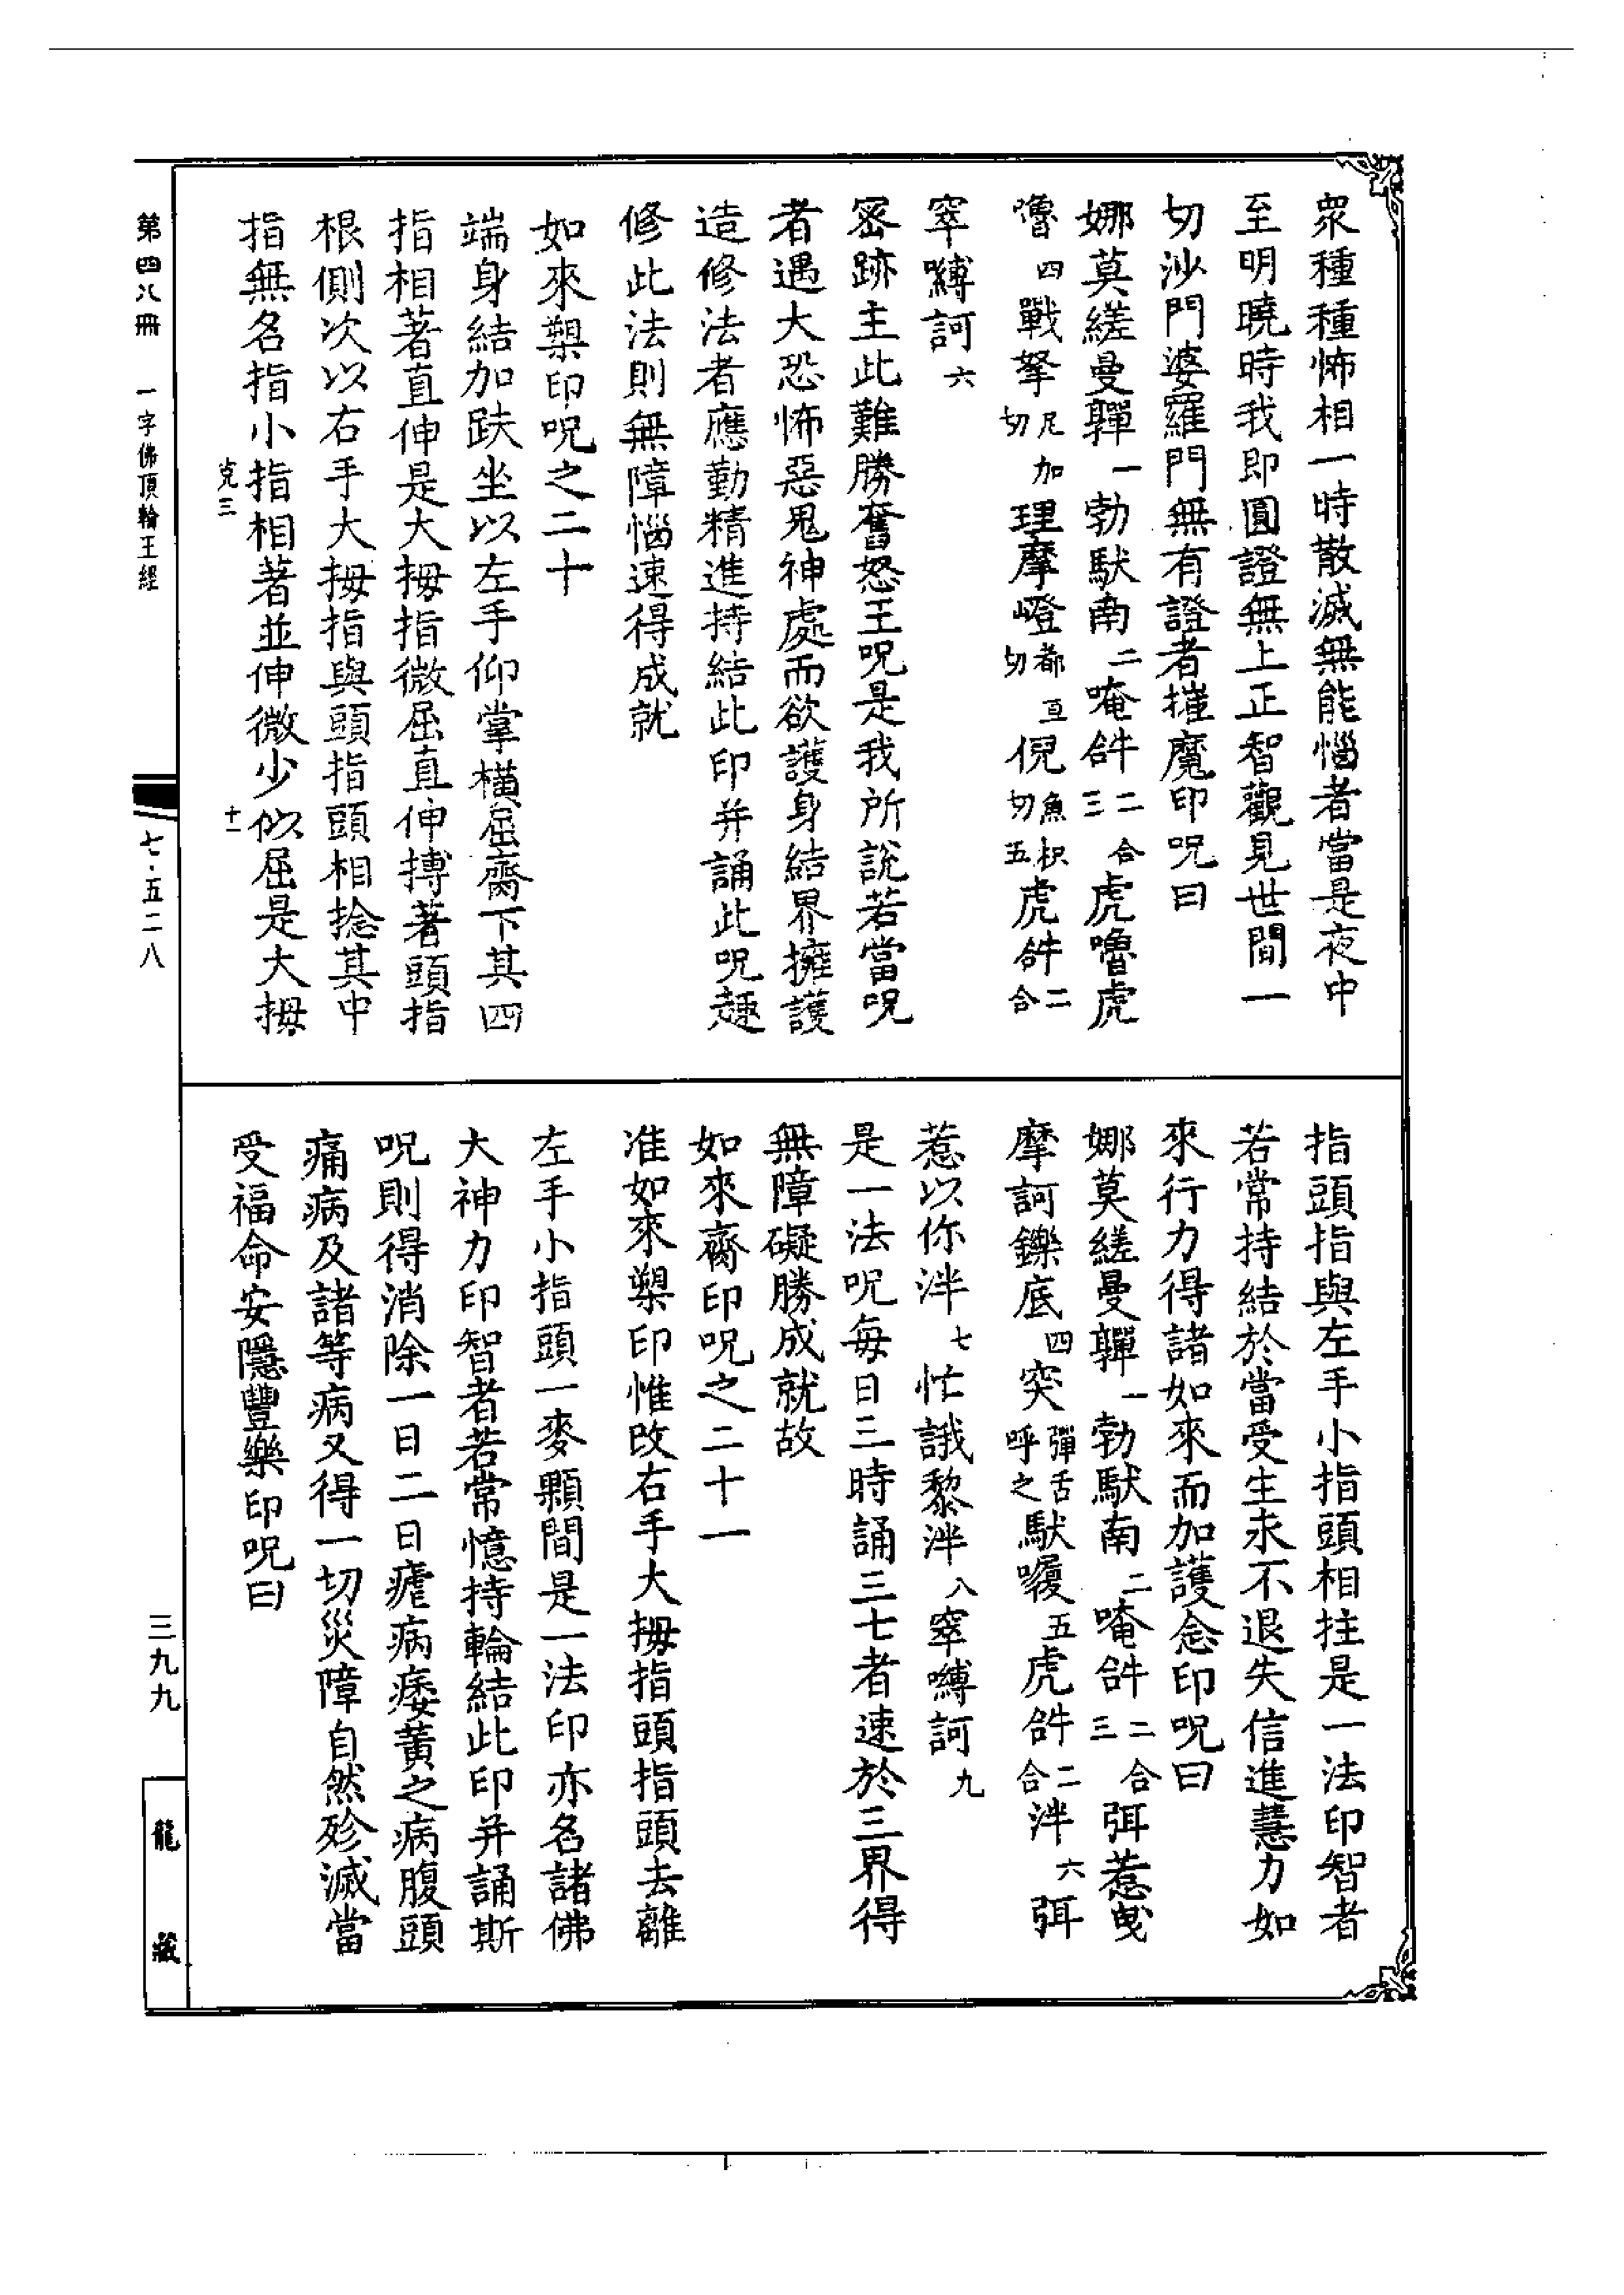 眾種種怖相一時散滅無能惱者當是夜中
至明曉時我即圓證無上正智觀見世間一
切沙門婆羅門無有證者摧魔印呪曰
娜莫縒曼驒一勃馱南二唵𤙖三二合虎嚕虎
嚕四戰拏尼加切理摩嶝都亘切倪魚枳切五虎𤙖二合
窣嚩訶六
密跡主此難勝奮怒王呪是我所說若當呪
者遇大恐怖惡鬼神處而欲護身結界擁護
造修法者應勤精進持結此印并誦此呪趣
修此法則無障惱速得成就
如來槊印呪之二十
端身結加趺坐以左手仰掌橫屈齋下其四
指相著直伸是大拇指微屈直伸搏著頭指
根側次以右手大拇指與頭指頭相捻其中
指無名指小指相著並伸微少似屈是大拇
指頭指與左手小指頭相拄是一法印智者
若常持結於當受生永不退失信進慧力如
來行力得諸如來而加護念印呪曰
娜莫縒曼驒一勃馱南二唵𤙖三二合弭惹曳
摩訶鑠底四突彈舌呼之馱囇五虎𤙖二合泮六弭
惹以你泮七忙誐黎泮八窣嚩訶九
是一法呪每日三時誦三七者速於三界得
無障礙勝成就故
如來齋印呪之二十一
准如來槊印惟改右手大拇指頭指頭去離
左手小指頭一麥顆間是一法印亦名諸佛
大神力印智者若常憶持輪結此印并誦斯
呪則得消除一日二日瘧病痿黃之病腹頭
痛病及諸等病又得一切災障自然殄滅當
受福命安隱豐樂印呪曰
第四八冊 一字佛頂輪王經
克三
十一
七·五二八
三九九
龍藏